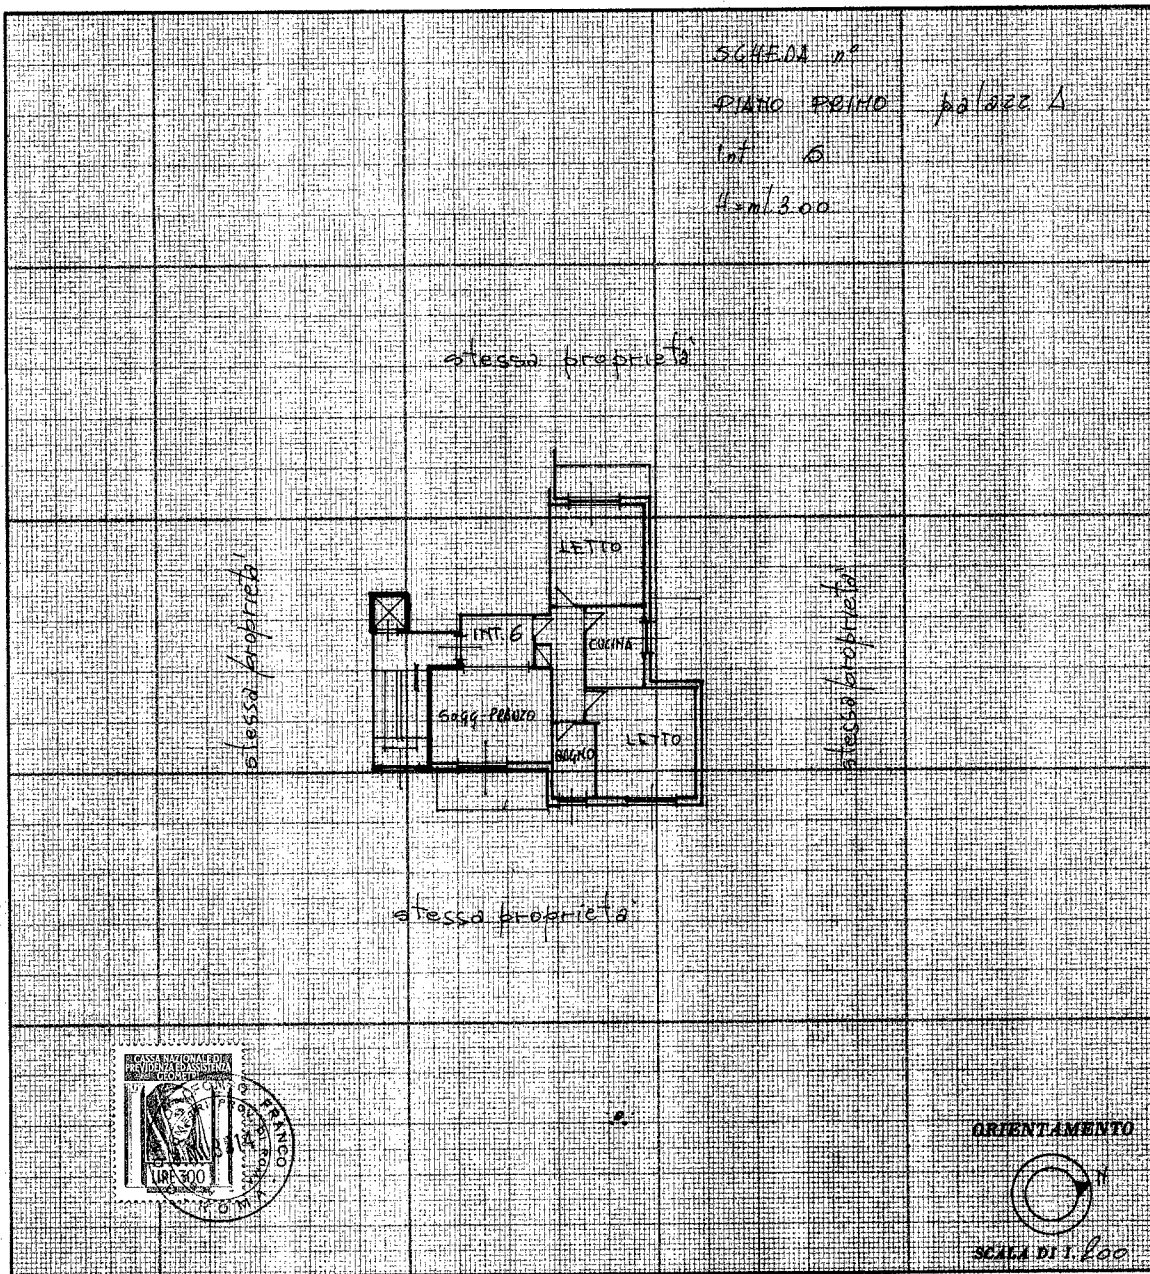 SCHEDA n°
PIANO PRIMO palazz A
int 6
H=ml 3.00
stessa proprietà
LETTO
stessa proprietà
INT. 6
CUCINA
stessa proprietà
SOGG-PRANZO
LETTO
BAGNO
stessa proprietà
CASSA NAZIONALE DI
PREVIDENZA ED ASSISTENZA
GEOMETRI
FRANCO
LIRE 300
ORIENTAMENTO
N
SCALA DI 1:200